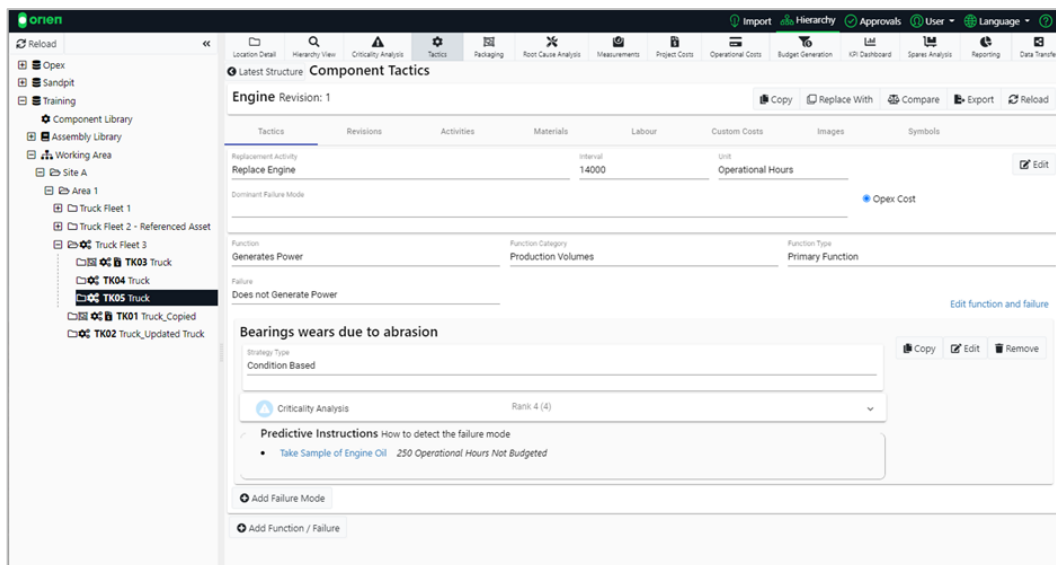 orien
Import Hierarchy Approvals User Language
Reload
Location Detail Hierarchy View Criticality Analysis Tactics Packaging Root Cause Analysis Measurements Project Costs Operational Costs Budget Generation KPI Dashboard Spares Analysis Reporting Data Transfe
Opex
Sandpit
Training
Component Library
Assembly Library
Working Area
Site A
Area 1
Truck Fleet 1
Truck Fleet 2 - Referenced Asset
Truck Fleet 3
TK03 Truck
TK04 Truck
TK05 Truck
TK01 Truck_Copied
TK02 Truck_Updated Truck
Latest Structure Component Tactics
Engine Revision: 1
Copy Replace With Compare Export Reload
Tactics Revisions Activities Materials Labour Custom Costs Images Symbols
Replacement Activity Interval Unit
Replace Engine 14000 Operational Hours Edit
Dominant Failure Mode
Opex Cost
Function Function Category Function Type
Generates Power Production Volumes Primary Function
Failure
Does not Generate Power
Edit function and failure
Bearings wears due to abrasion
Copy Edit Remove
Strategy Type
Condition Based
Criticality Analysis Rank 4 (4)
Predictive Instructions How to detect the failure mode
Take Sample of Engine Oil 250 Operational Hours Not Budgeted
Add Failure Mode
Add Function / Failure